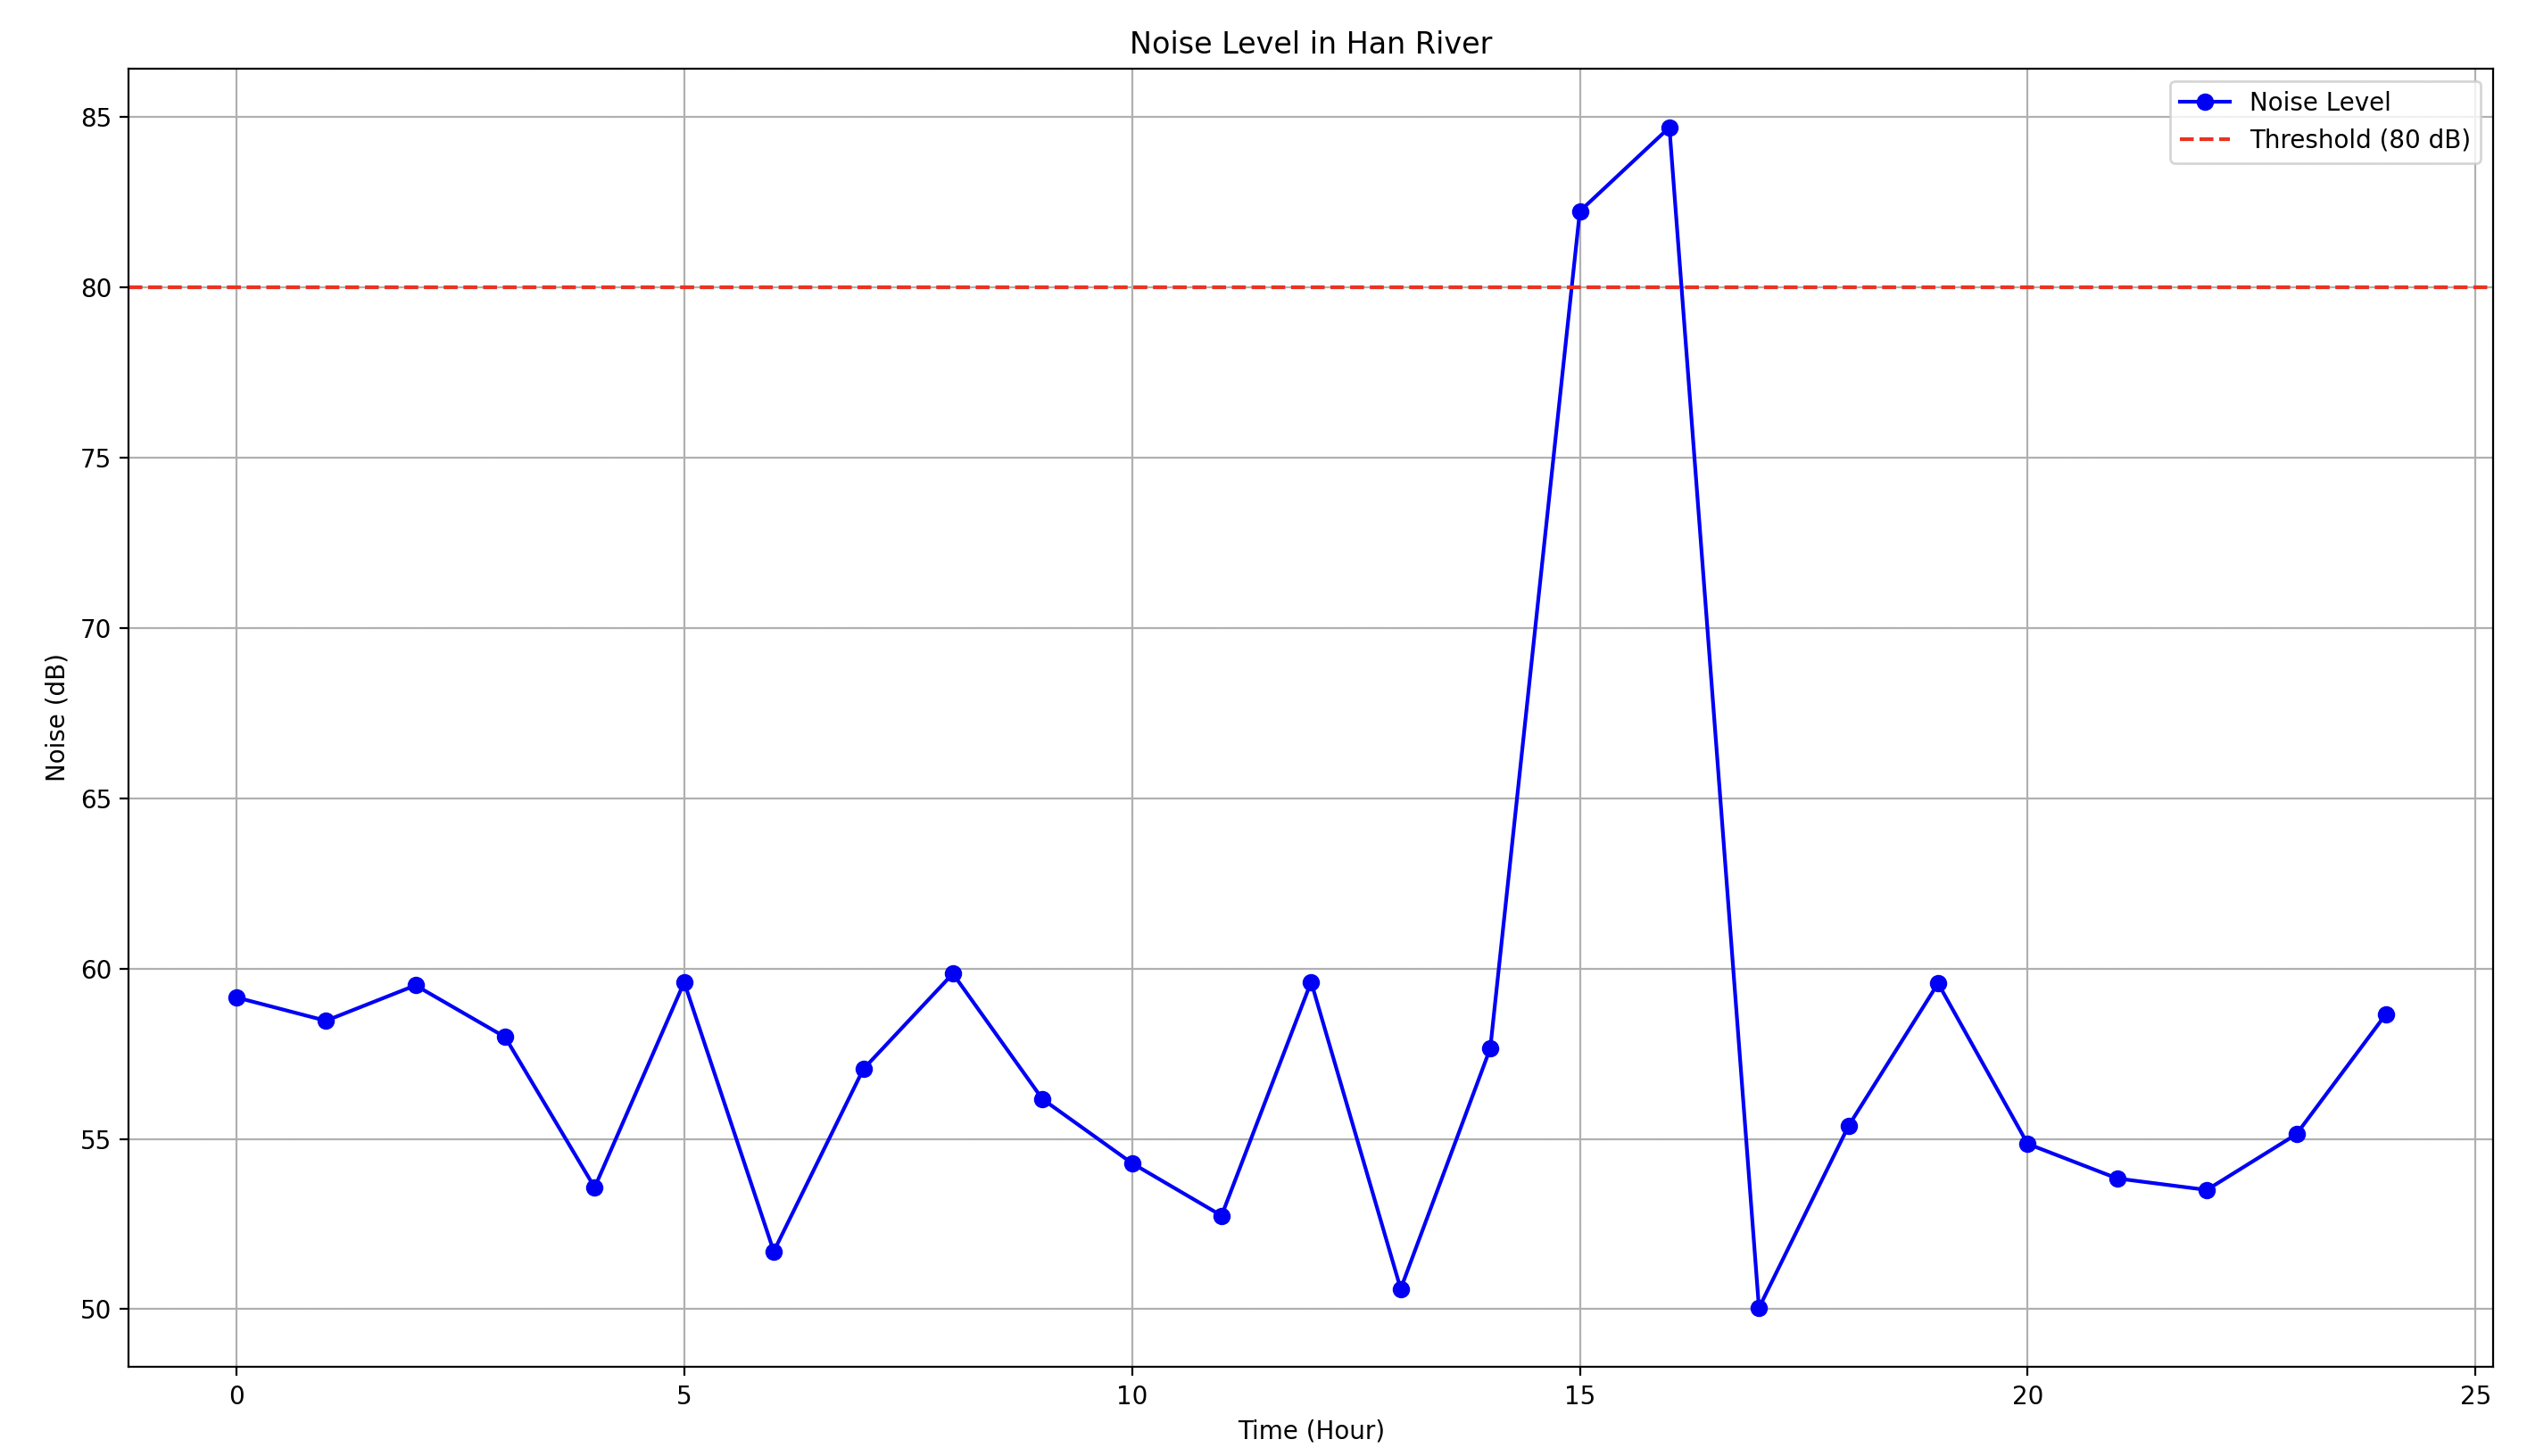 Noise Level in Han River
Noise Level
Threshold (80 dB)
85
80
75
70
65
60
55
50
Noise (dB)
0 5 10 15 20 25
Time (Hour)